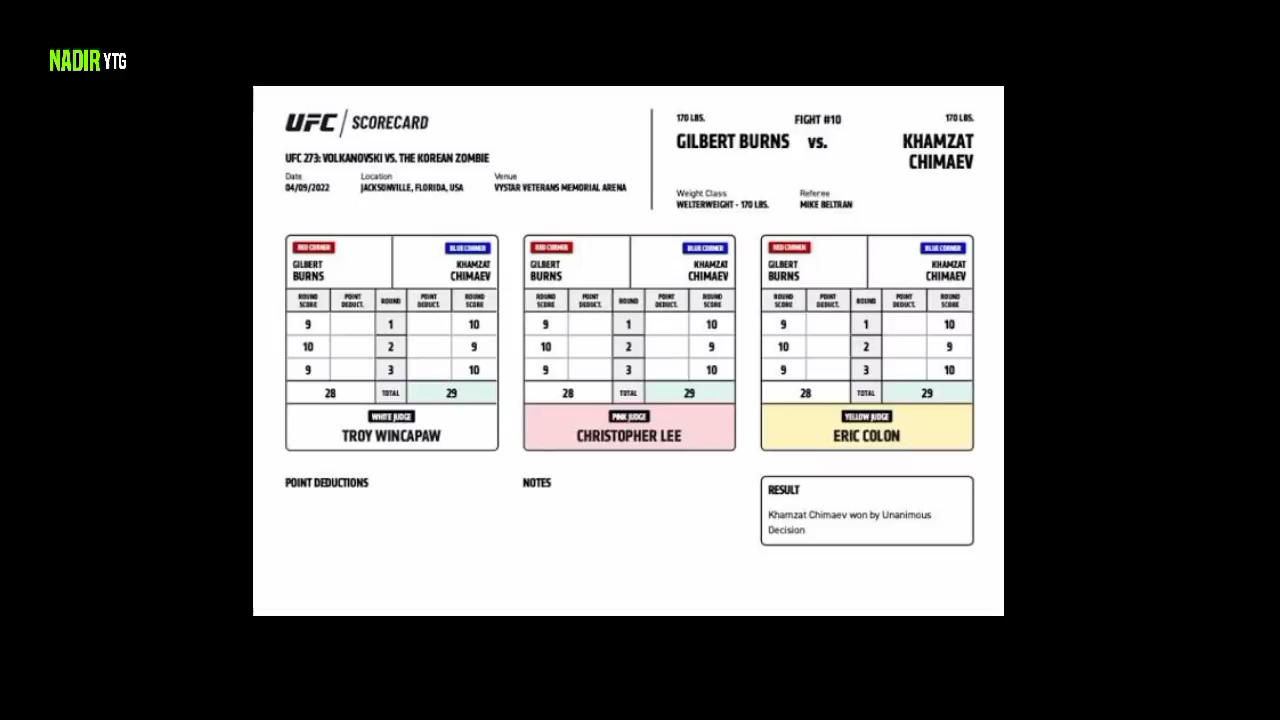 NADIR YTG
UFC / SCORECARD
UFC 273: VOLKANOVSKI VS. THE KOREAN ZOMBIE
Date Location Venue
04/09/2022 JACKSONVILLE, FLORIDA, USA VYSTAR VETERANS MEMORIAL ARENA
170 LBS. FIGHT #10 170 LBS.
GILBERT BURNS vs. KHAMZAT
CHIMAEV
Weight Class Referee
WELTERWEIGHT - 170 LBS. MIKE BELTRAN
RED CORNER BLUE CORNER
GILBERT KHAMZAT
BURNS CHIMAEV
ROUND POINT ROUND POINT ROUND
SCORE DEDUCT. DEDUCT. SCORE
9 1 10
10 2 9
9 3 10
28 TOTAL 29
WHITE JUDGE
TROY WINCAPAW
RED CORNER BLUE CORNER
GILBERT KHAMZAT
BURNS CHIMAEV
ROUND POINT ROUND POINT ROUND
SCORE DEDUCT. DEDUCT. SCORE
9 1 10
10 2 9
9 3 10
28 TOTAL 29
PINK JUDGE
CHRISTOPHER LEE
RED CORNER BLUE CORNER
GILBERT KHAMZAT
BURNS CHIMAEV
ROUND POINT ROUND POINT ROUND
SCORE DEDUCT. DEDUCT. SCORE
9 1 10
10 2 9
9 3 10
28 TOTAL 29
YELLOW JUDGE
ERIC COLON
POINT DEDUCTIONS
NOTES
RESULT
Khamzat Chimaev won by Unanimous
Decision